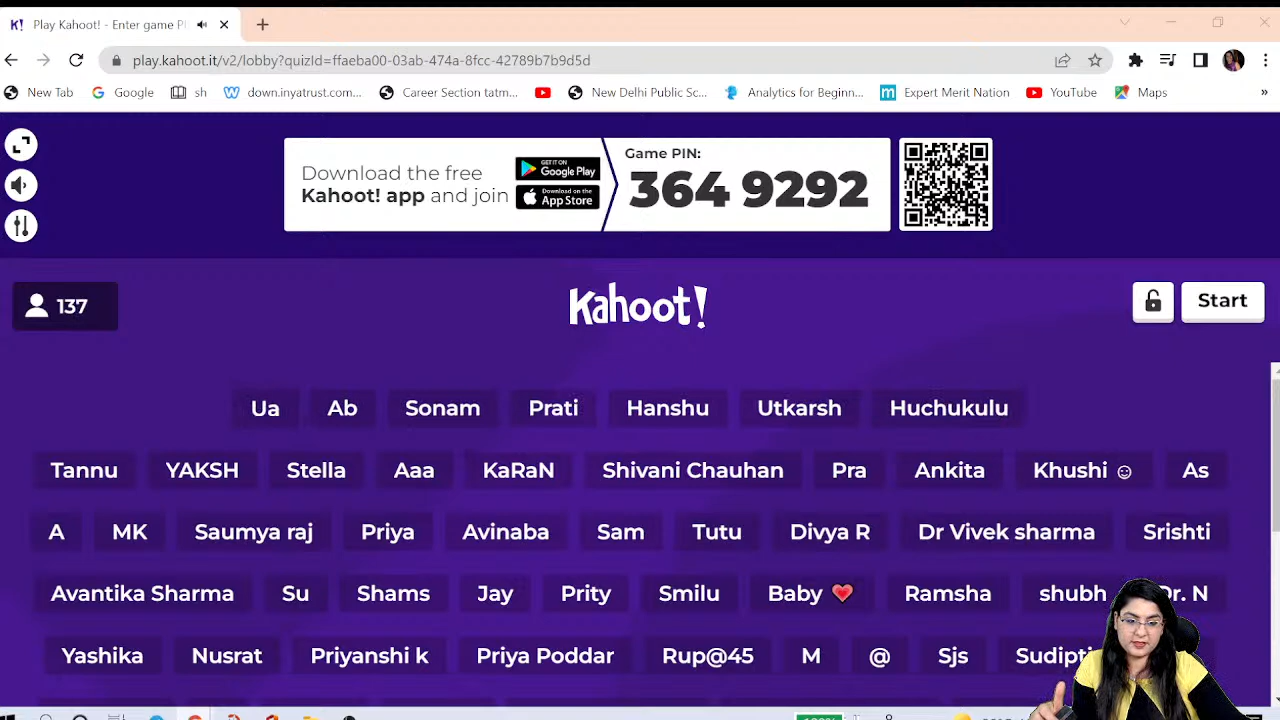 K! Play Kahoot! - Enter game PI
play.kahoot.it/v2/lobby?quizId=ffaeba00-03ab-474a-9fcc-42789b7b9d5d
New Tab Google sh down.inyatrust.com... Career Section tatm... New Delhi Public Sc... Analytics for Beginn... m Expert Merit Nation YouTube Maps »
Download the free
Kahoot! app and join
GET IT ON
Google Play
Download on the
App Store
Game PIN:
364 9292
137
Kahoot!
Start
Ua Ab Sonam Prati Hanshu Utkarsh Huchukulu
Tannu YAKSH Stella Aaa KaRaN Shivani Chauhan Pra Ankita Khushi ☺ As
A MK Saumya raj Priya Avinaba Sam Tutu Divya R Dr Vivek sharma Srishti
Avantika Sharma Su Shams Jay Prity Smilu Baby ❤ Ramsha shubh Dr. N
Yashika Nusrat Priyanshi k Priya Poddar Rup@45 M @ Sjs